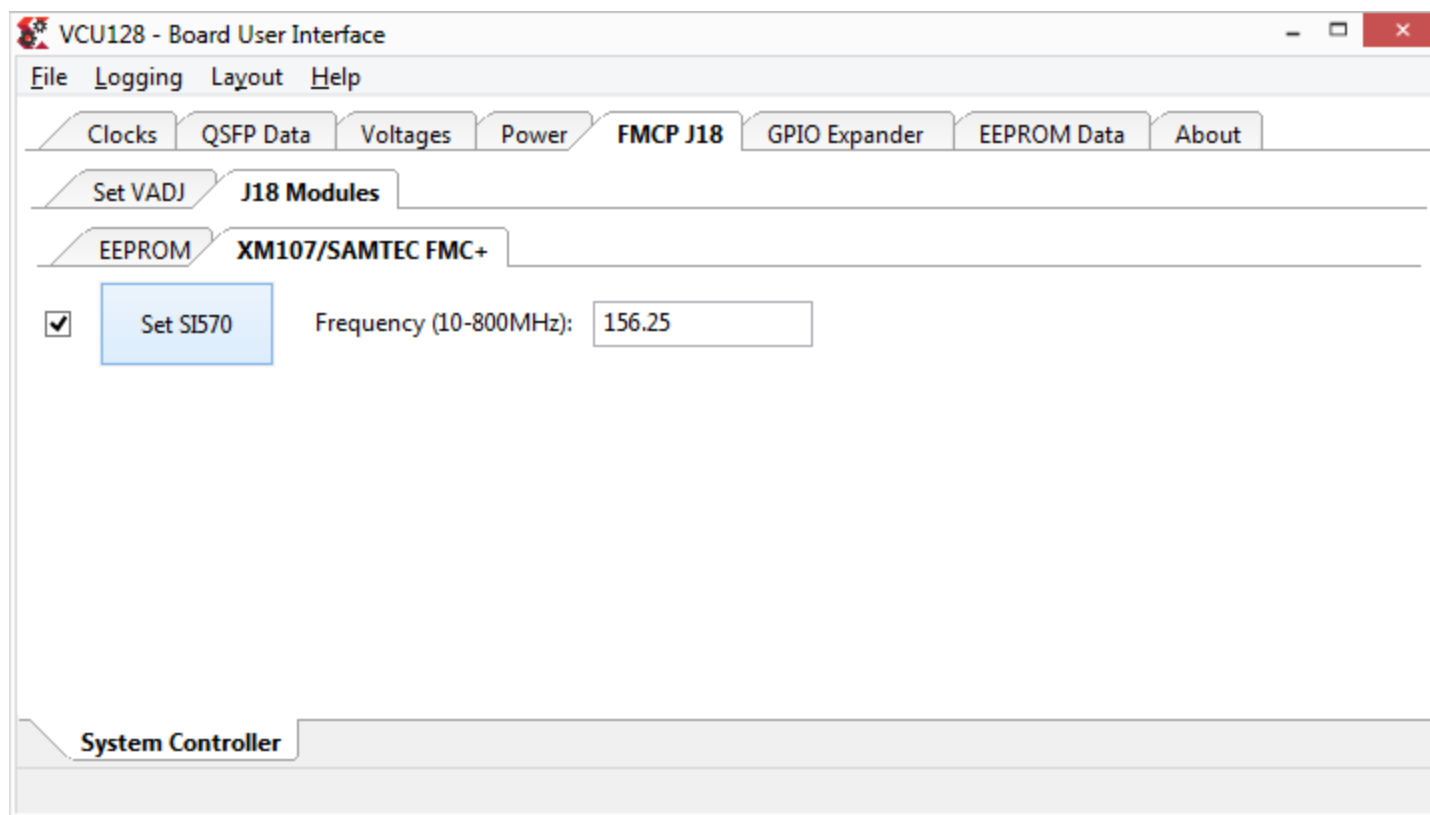 VCU128 - Board User Interface
File Logging Layout Help
Clocks QSFP Data Voltages Power FMCP J18 GPIO Expander EEPROM Data About
Set VADJ J18 Modules
EEPROM XM107/SAMTEC FMC+
Set SI570 Frequency (10-800MHz): 156.25
System Controller